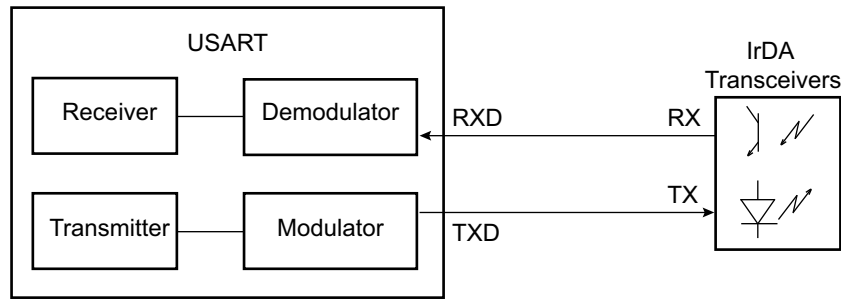 USART
IrDA
Transceivers
Receiver
Demodulator
RXD
RX
Transmitter
Modulator
TXD
TX